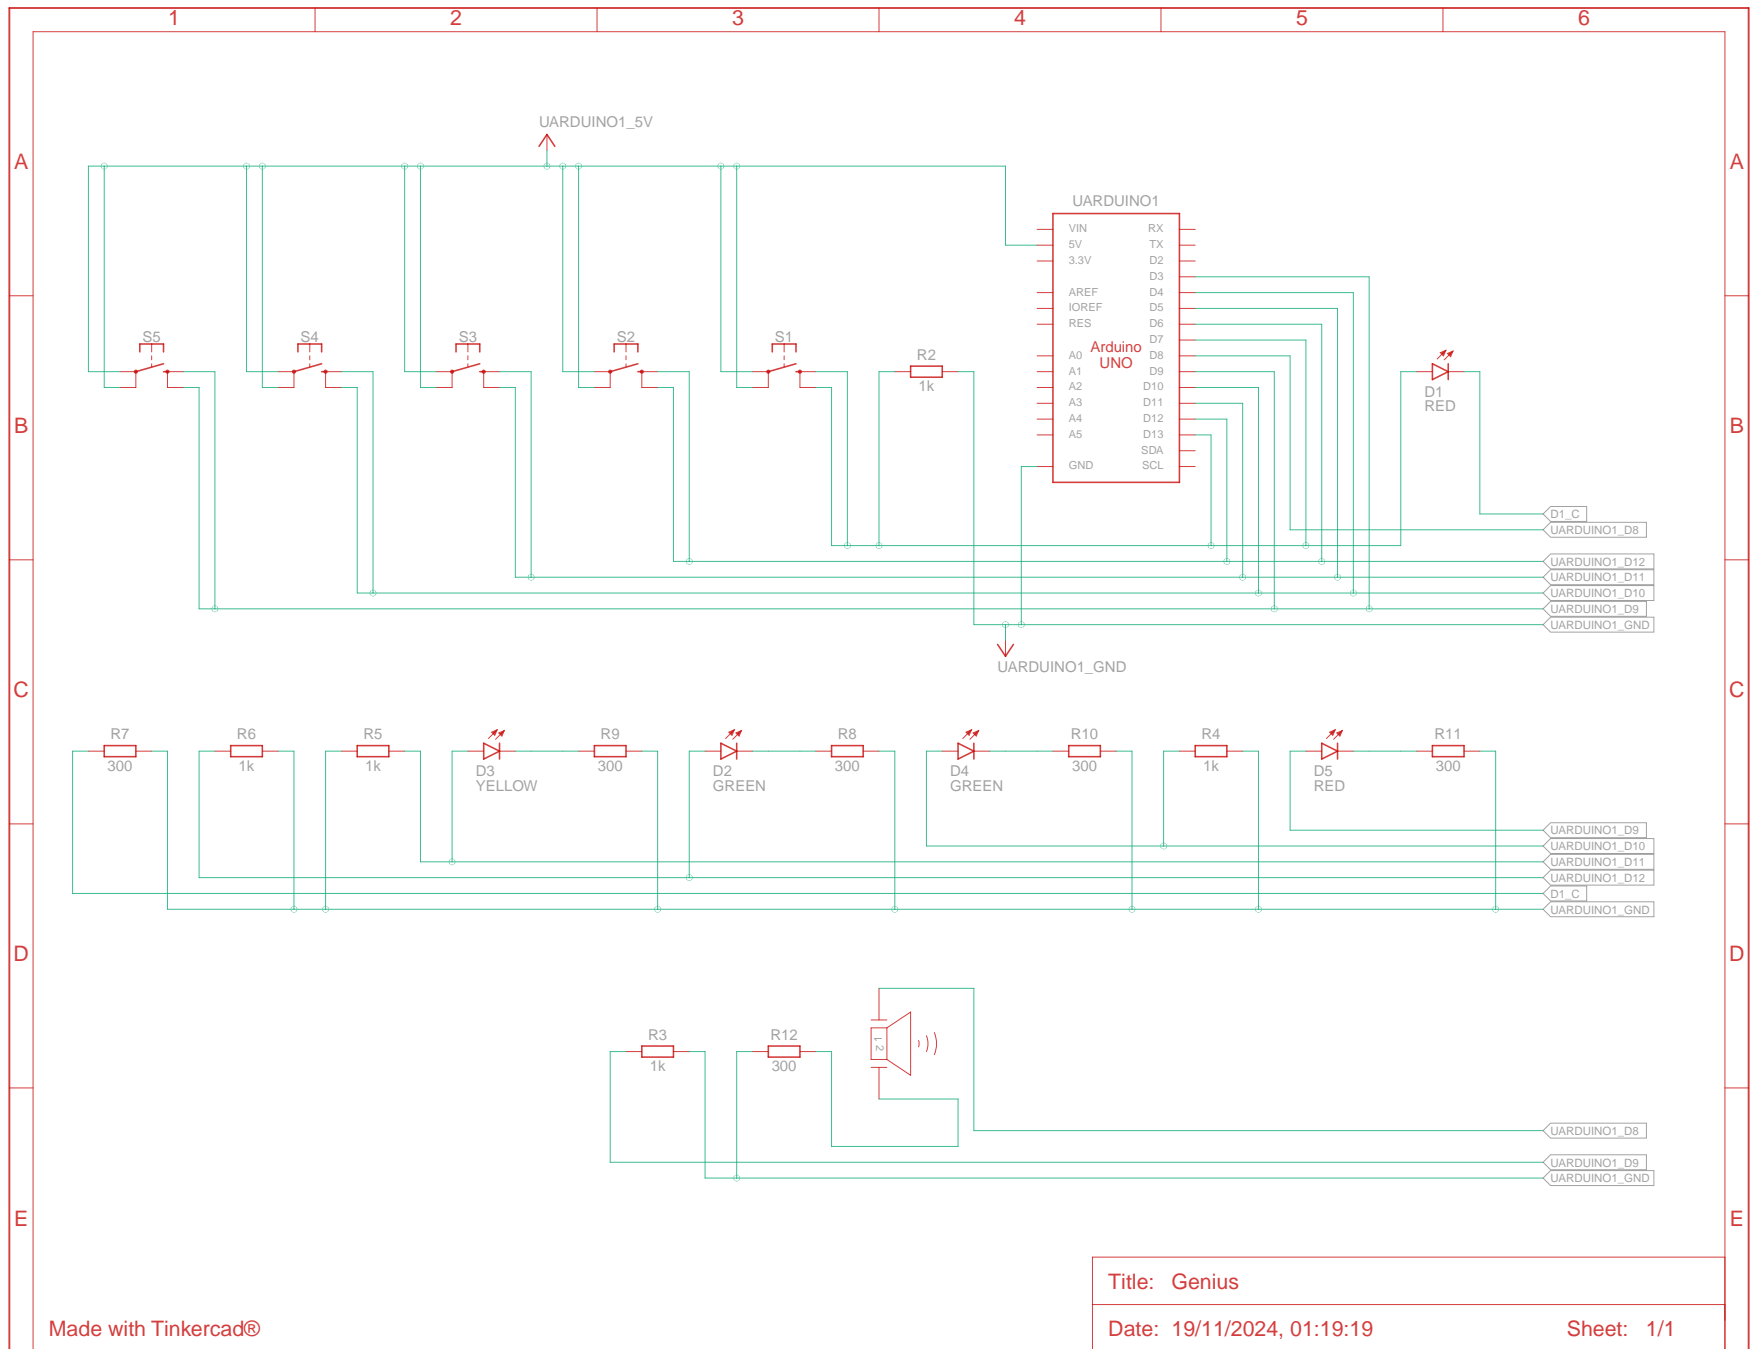 1 2 3 4 5 6
UARDUINO1_5V
A A
UARDUINO1
VIN RX
5V TX
3.3V D2
D3
AREF D4
IOREF D5
RES D6
D7
A0 D8
A1 D9
A2 D10
A3 D11
A4 D12
A5 D13
SDA
GND SCL
Arduino
UNO
S5 S4 S3 S2 S1
R2
1k
D1
RED
B B
D1_C
UARDUINO1_D8
UARDUINO1_D12
UARDUINO1_D11
UARDUINO1_D10
UARDUINO1_D9
UARDUINO1_GND
UARDUINO1_GND
C C
R7 R6 R5 R9 R8 R10 R4 R11
300 1k 1k 300 300 300 1k 300
D3 D2 D4 D5
YELLOW GREEN GREEN RED
UARDUINO1_D9
UARDUINO1_D10
UARDUINO1_D11
UARDUINO1_D12
D1_C
UARDUINO1_GND
D D
R3 R12
1k 300
1 2
UARDUINO1_D8
UARDUINO1_D9
UARDUINO1_GND
E E
Title: Genius
Made with Tinkercad®
Date: 19/11/2024, 01:19:19 Sheet: 1/1